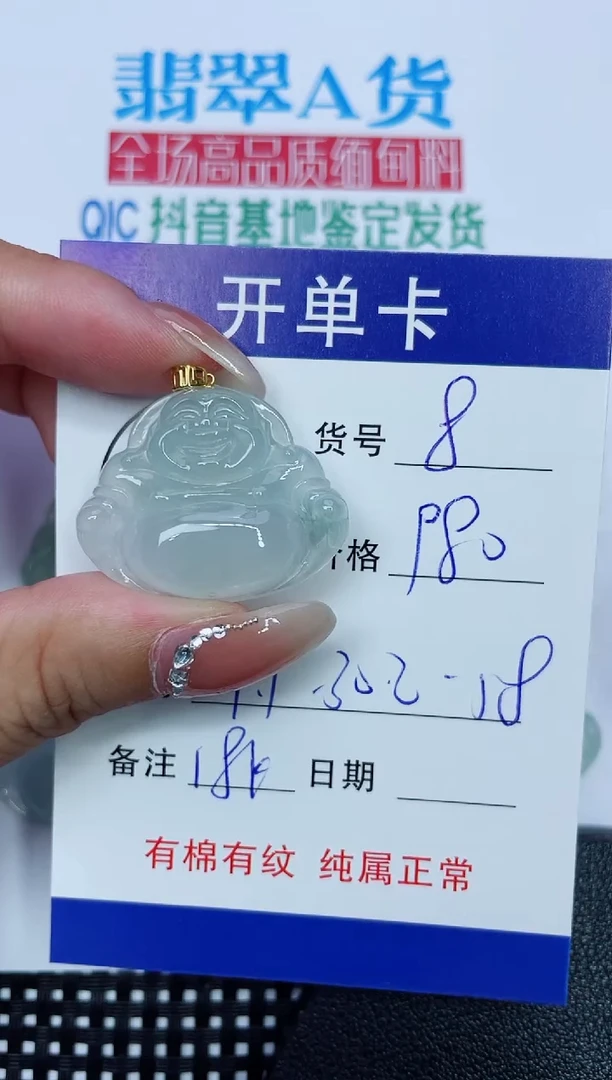 翡翠A货
全场高品质缅甸料
QIC 抖音基地鉴定发货
开单卡
货号 8
格 980
备注 18k 日期
有棉有纹 纯属正常